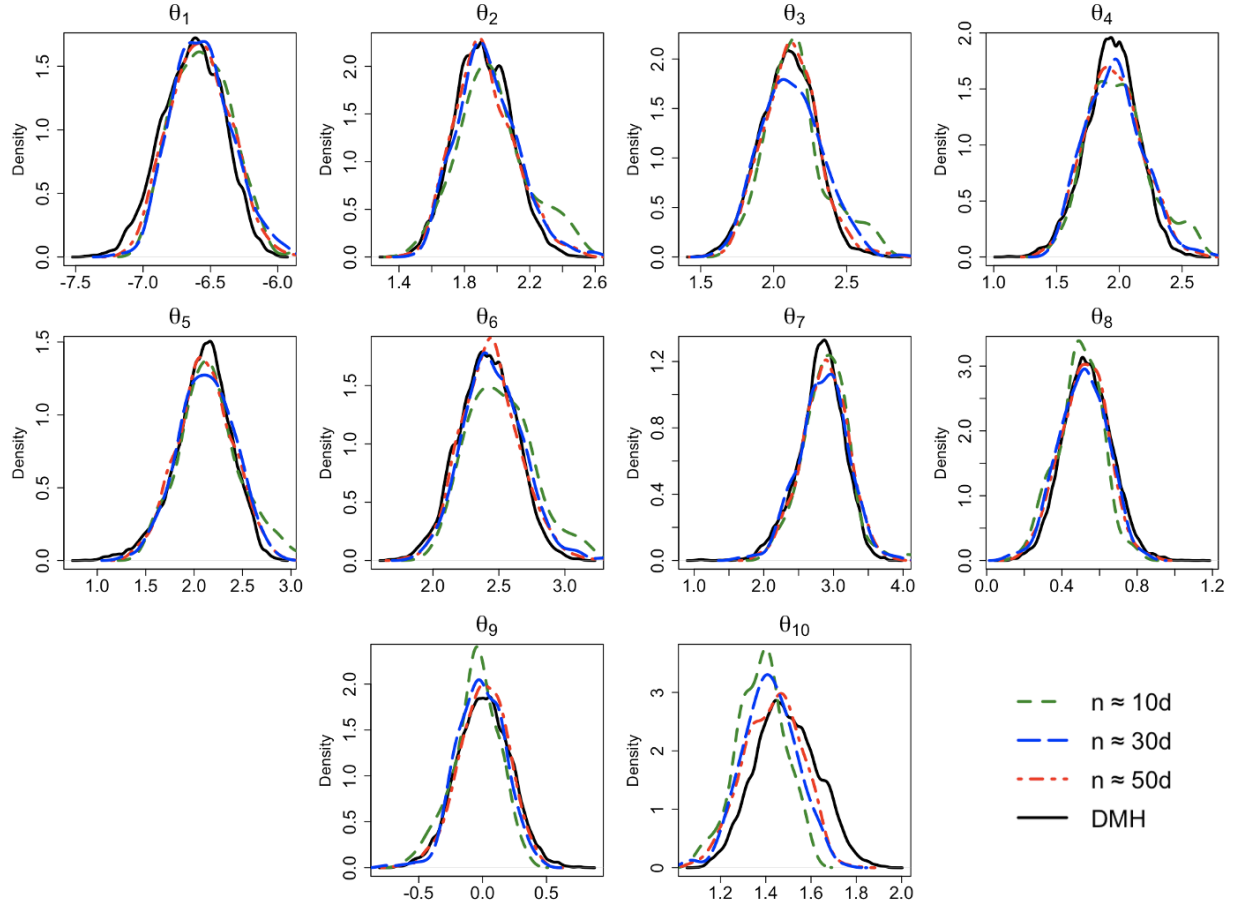 θ1
θ2
θ3
θ4
Density
0.0 0.5 1.0 1.5
-7.5 -7.0 -6.5 -6.0
Density
0.0 0.5 1.0 1.5 2.0
1.4 1.8 2.2 2.6
Density
0.0 0.5 1.0 1.5 2.0
1.5 2.0 2.5
Density
0.0 0.5 1.0 1.5 2.0
1.0 1.5 2.0 2.5
θ5
θ6
θ7
θ8
Density
0.0 0.5 1.0 1.5
1.0 1.5 2.0 2.5 3.0
Density
0.0 0.5 1.0 1.5
2.0 2.5 3.0
Density
0.0 0.4 0.8 1.2
1.0 2.0 3.0 4.0
Density
0.0 1.0 2.0 3.0
0.0 0.4 0.8 1.2
θ9
θ10
Density
0.0 0.5 1.0 1.5 2.0
-0.5 0.0 0.5
Density
0 1 2 3
1.2 1.4 1.6 1.8 2.0
n ≈ 10d
n ≈ 30d
n ≈ 50d
DMH